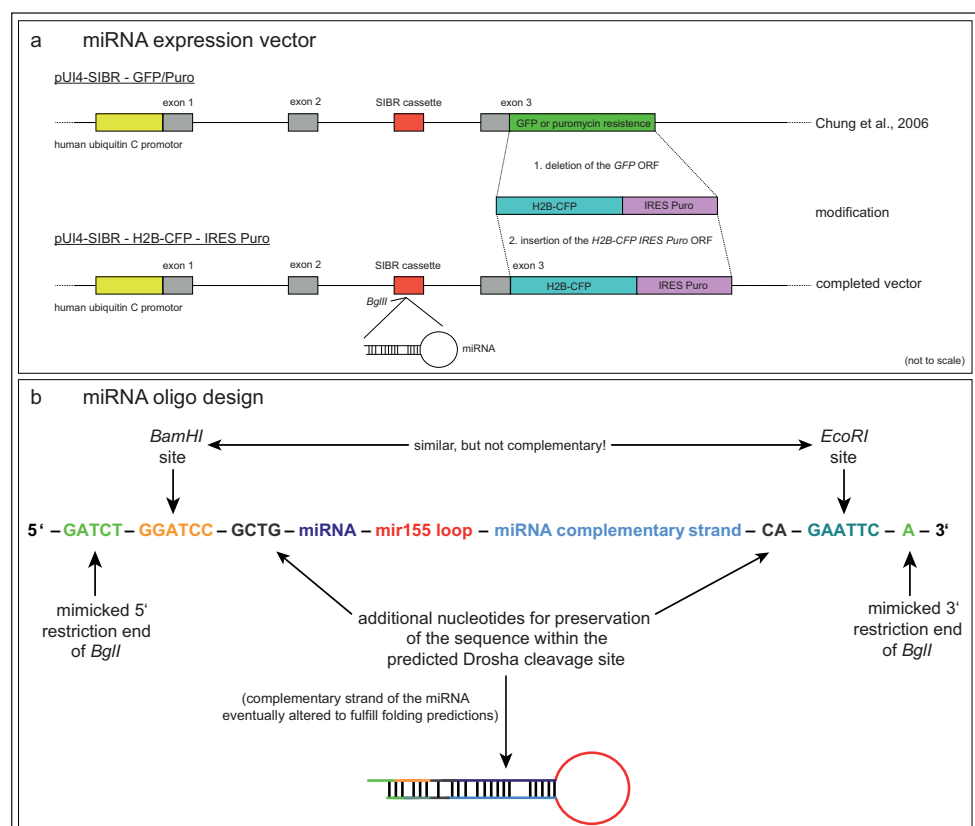 a miRNA expression vector
pUI4-SIBR - GFP/Puro
exon 1
exon 2
SIBR cassette
exon 3
GFP or puromycin resistence
Chung et al., 2006
human ubiquitin C promotor
1. deletion of the GFP ORF
H2B-CFP
IRES Puro
modification
2. insertion of the H2B-CFP IRES Puro ORF
pUI4-SIBR - H2B-CFP - IRES Puro
exon 1
exon 2
SIBR cassette
exon 3
H2B-CFP
IRES Puro
completed vector
human ubiquitin C promotor
BglII
miRNA
(not to scale)
b miRNA oligo design
BamHI
site
similar, but not complementary!
EcoRI
site
5‘ – GATCT – GGATCC – GCTG – miRNA – mir155 loop – miRNA complementary strand – CA – GAATTC – A – 3‘
mimicked 5‘
restriction end
of BglI
additional nucleotides for preservation
of the sequence within the
predicted Drosha cleavage site
mimicked 3‘
restriction end
of BglI
(complementary strand of the miRNA
eventually altered to fulfill folding predictions)